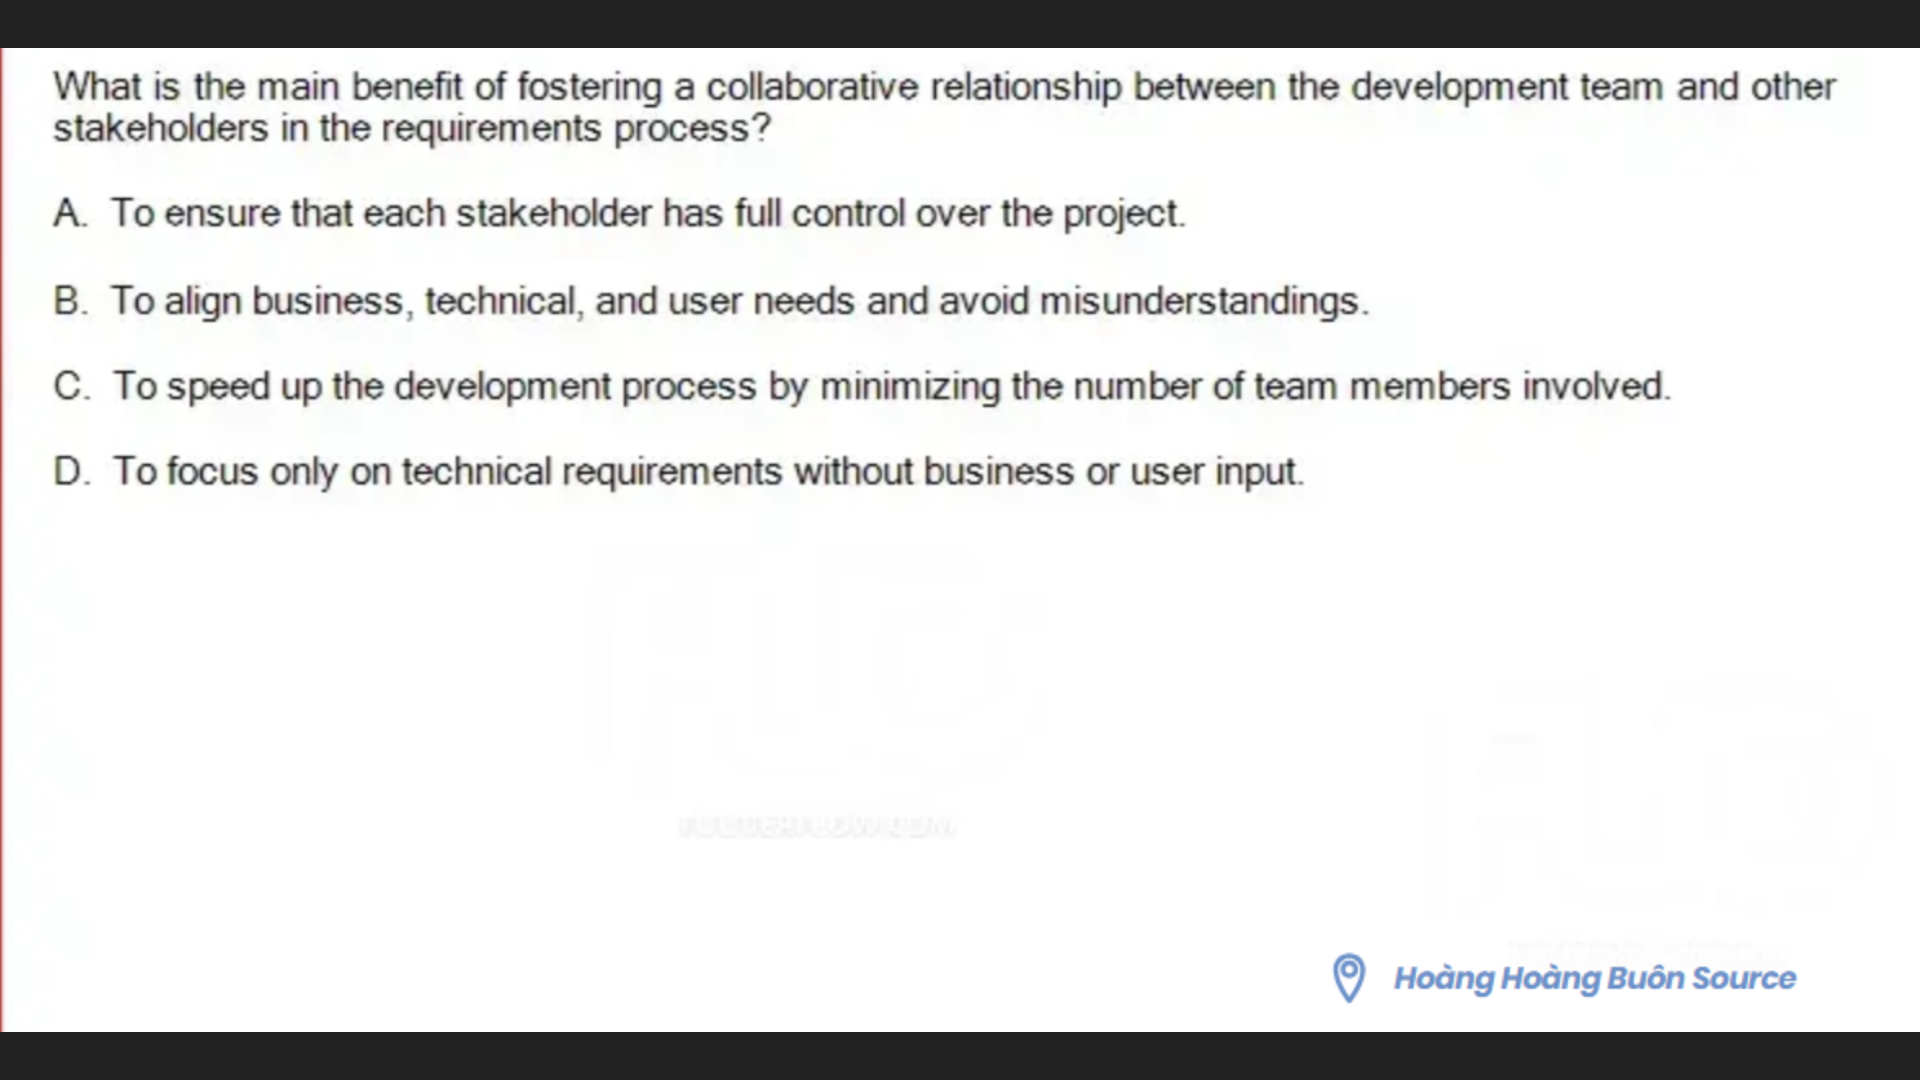 What is the main benefit of fostering a collaborative relationship between the development team and other
stakeholders in the requirements process?
A. To ensure that each stakeholder has full control over the project.
B. To align business, technical, and user needs and avoid misunderstandings.
C. To speed up the development process by minimizing the number of team members involved.
D. To focus only on technical requirements without business or user input.
Hoàng Hoàng Buôn Source